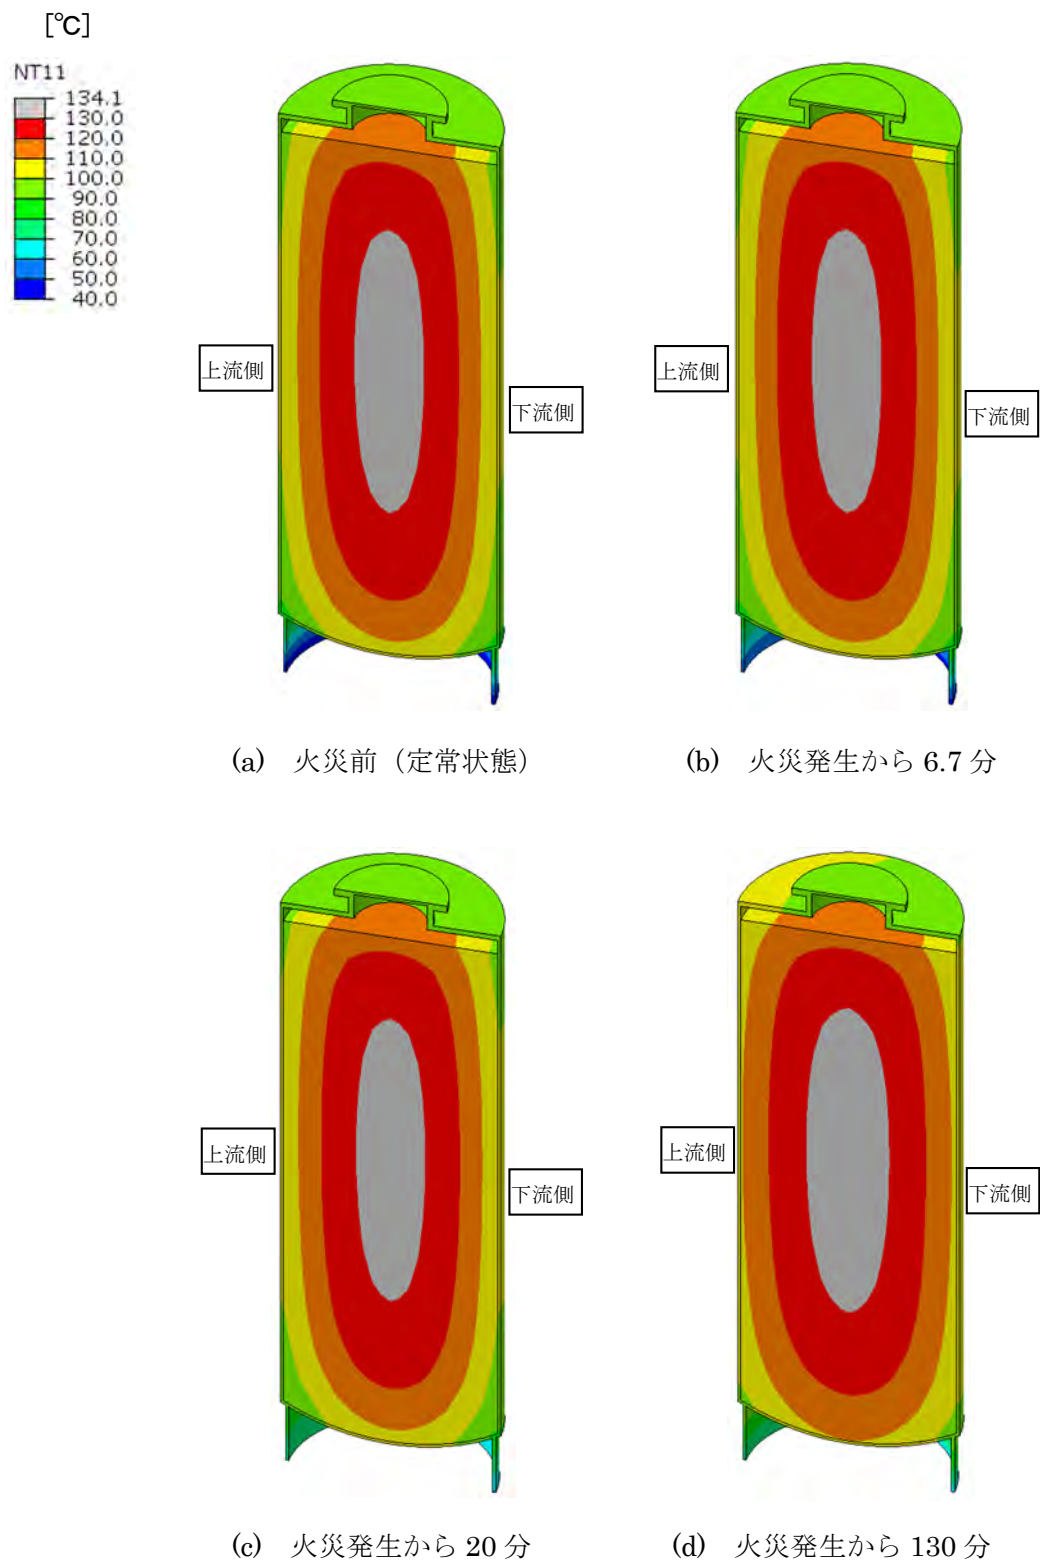 [℃]
NT11
134.1
130.0
120.0
110.0
100.0
90.0
80.0
70.0
60.0
50.0
40.0
上流側
下流側
上流側
下流側
(a) 火災前（定常状態）
(b) 火災発生から 6.7 分
上流側
下流側
上流側
下流側
(c) 火災発生から 20 分
(d) 火災発生から 130 分